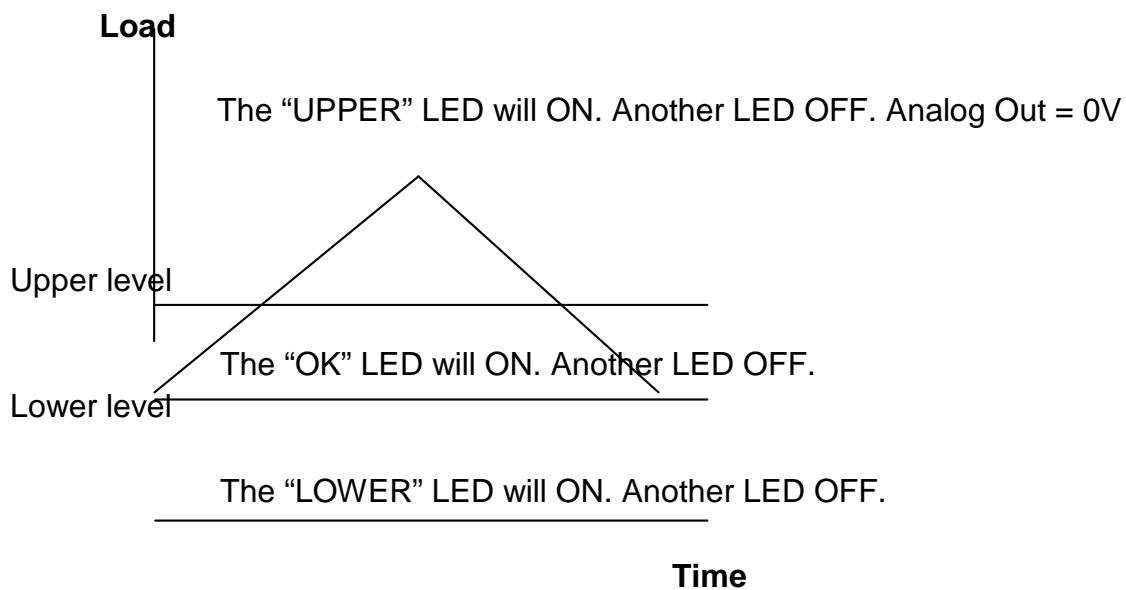 Load
The “UPPER” LED will ON. Another LED OFF. Analog Out = 0V
Upper level
The “OK” LED will ON. Another LED OFF.
Lower level
The “LOWER” LED will ON. Another LED OFF.
Time